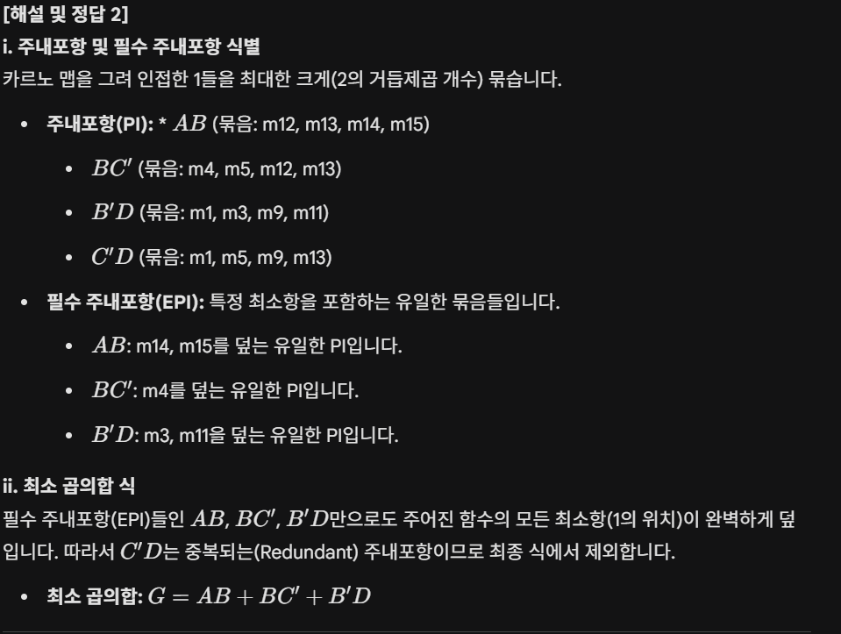 [해설 및 정답 2]
i. 주내포항 및 필수 주내포항 식별
카르노 맵을 그려 인접한 1들을 최대한 크게(2의 거듭제곱 개수) 묶습니다.
• 주내포항(PI): * AB (묶음: m12, m13, m14, m15)
• BC′ (묶음: m4, m5, m12, m13)
• B′D (묶음: m1, m3, m9, m11)
• C′D (묶음: m1, m5, m9, m13)
• 필수 주내포항(EPI): 특정 최소항을 포함하는 유일한 묶음들입니다.
• AB: m14, m15를 덮는 유일한 PI입니다.
• BC′: m4를 덮는 유일한 PI입니다.
• B′D: m3, m11을 덮는 유일한 PI입니다.
ii. 최소 곱의합 식
필수 주내포항(EPI)들인 AB, BC′, B′D만으로도 주어진 함수의 모든 최소항(1의 위치)이 완벽하게 덮
입니다. 따라서 C′D는 중복되는(Redundant) 주내포항이므로 최종 식에서 제외합니다.
• 최소 곱의합: G = AB + BC′ + B′D